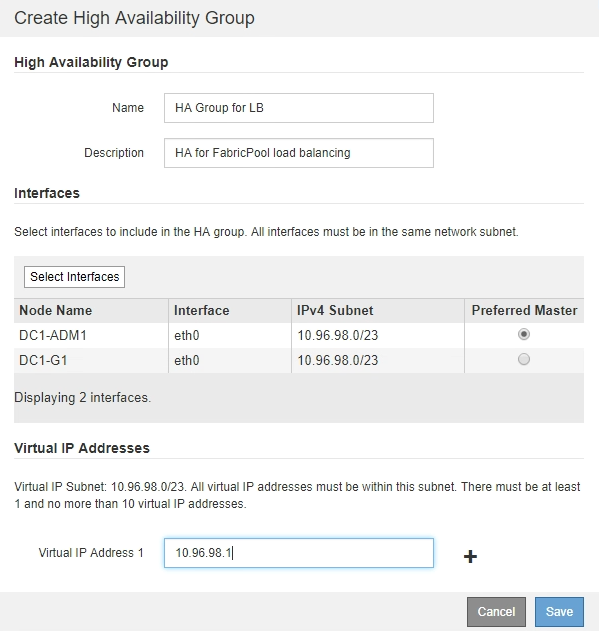 Create High Availability Group
High Availability Group
Name HA Group for LB
Description HA for FabricPool load balancing
Interfaces
Select interfaces to include in the HA group. All interfaces must be in the same network subnet.
Select Interfaces
Node Name Interface IPv4 Subnet Preferred Master
DC1-ADM1 eth0 10.96.98.0/23
DC1-G1 eth0 10.96.98.0/23
Displaying 2 interfaces.
Virtual IP Addresses
Virtual IP Subnet: 10.96.98.0/23. All virtual IP addresses must be within this subnet. There must be at least
1 and no more than 10 virtual IP addresses.
Virtual IP Address 1 10.96.98.1
Cancel Save